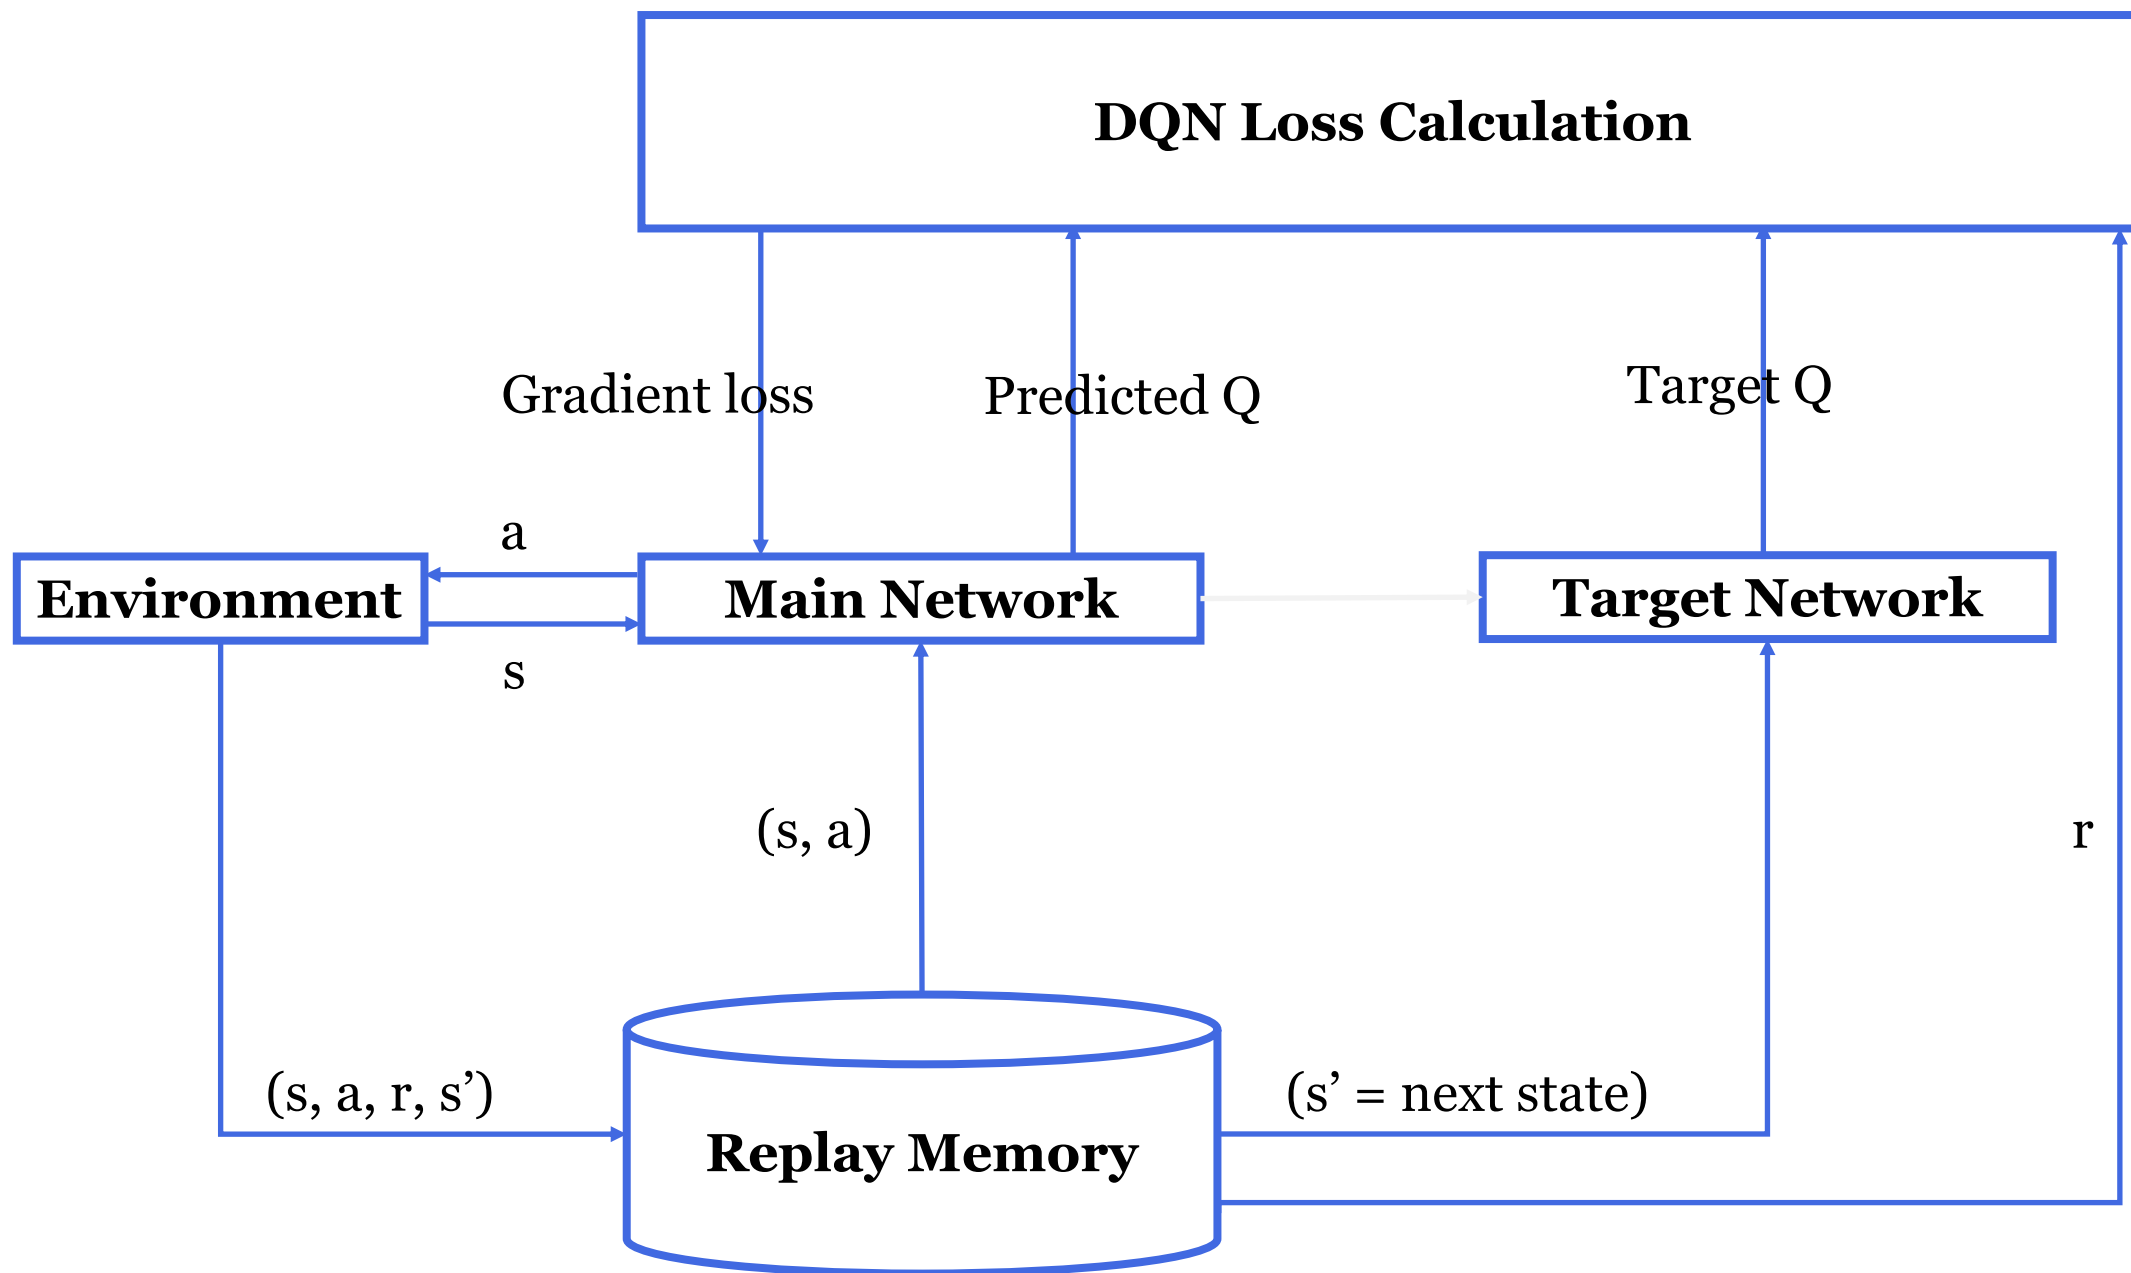 DQN Loss Calculation
Gradient loss
Predicted Q
Target Q
a
Environment
Main Network
Target Network
s
(s, a)
r
(s, a, r, s’)
(s’ = next state)
Replay Memory